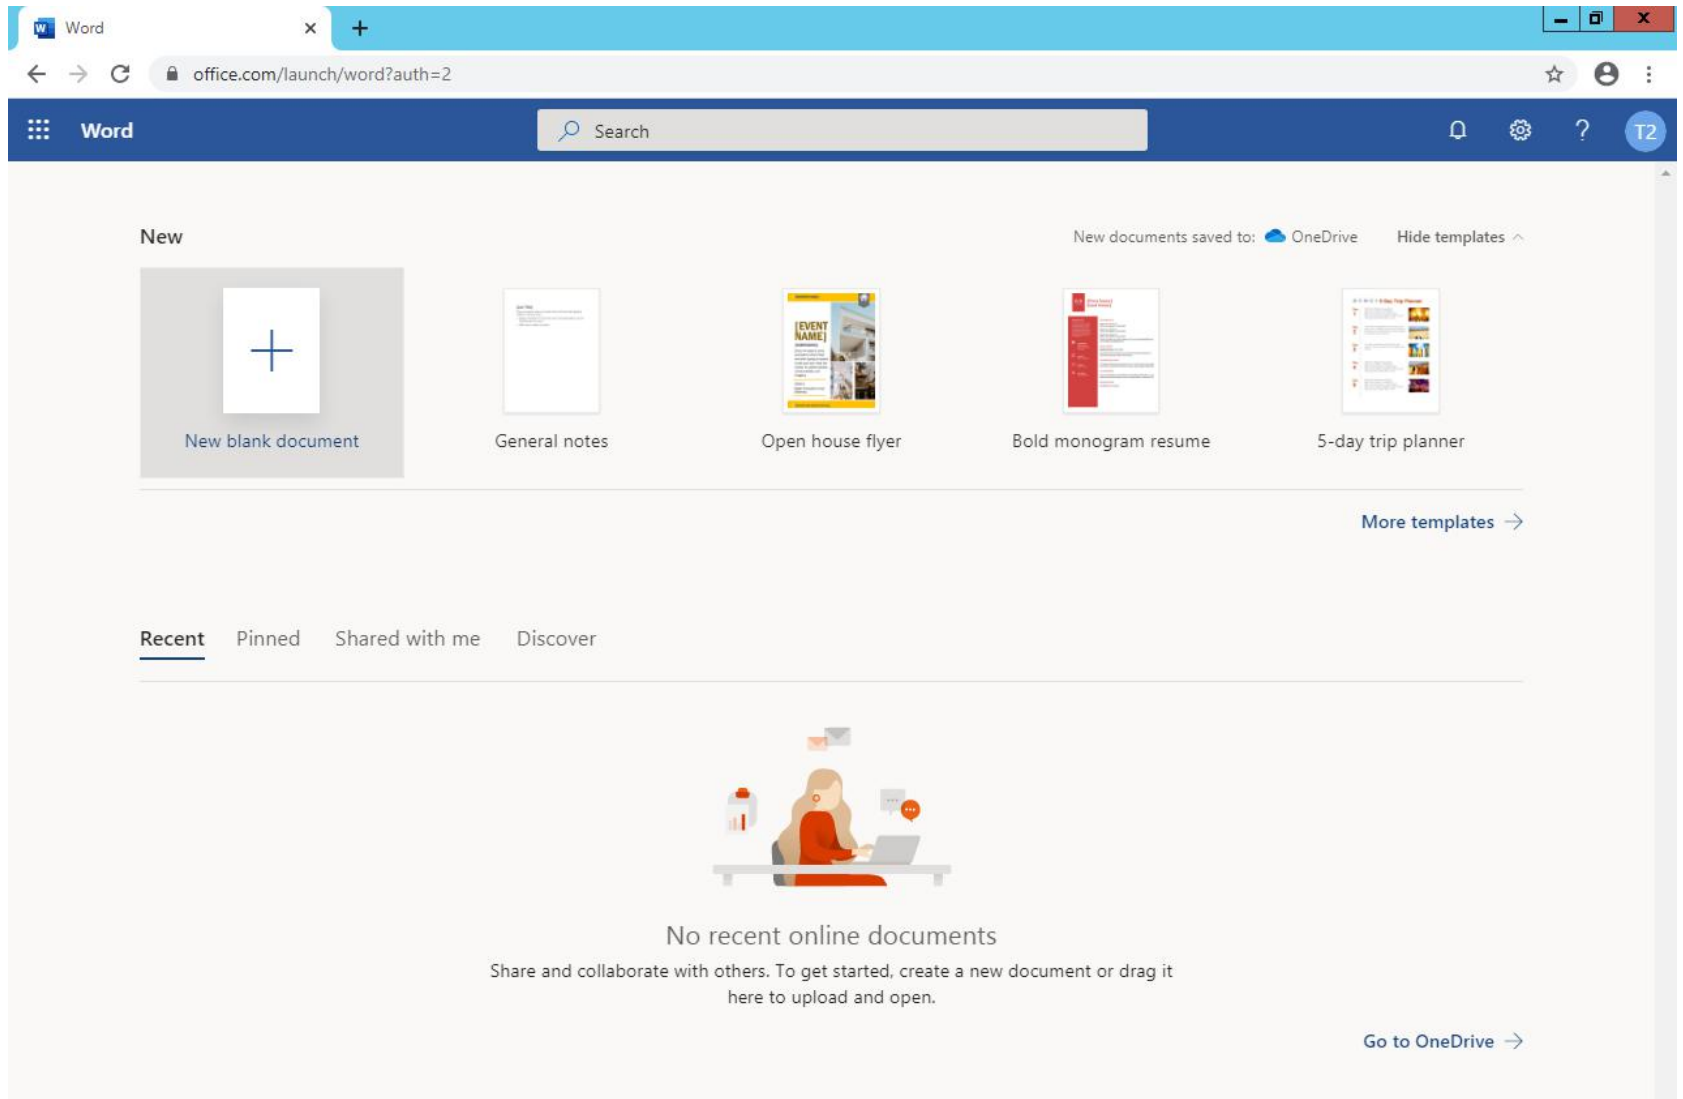 Word
office.com/launch/word?auth=2
Word
Search
T2
New
New documents saved to: OneDrive
Hide templates
[EVENT
NAME]
New blank document
General notes
Open house flyer
Bold monogram resume
5-day trip planner
More templates
Recent
Pinned
Shared with me
Discover
No recent online documents
Share and collaborate with others. To get started, create a new document or drag it
here to upload and open.
Go to OneDrive